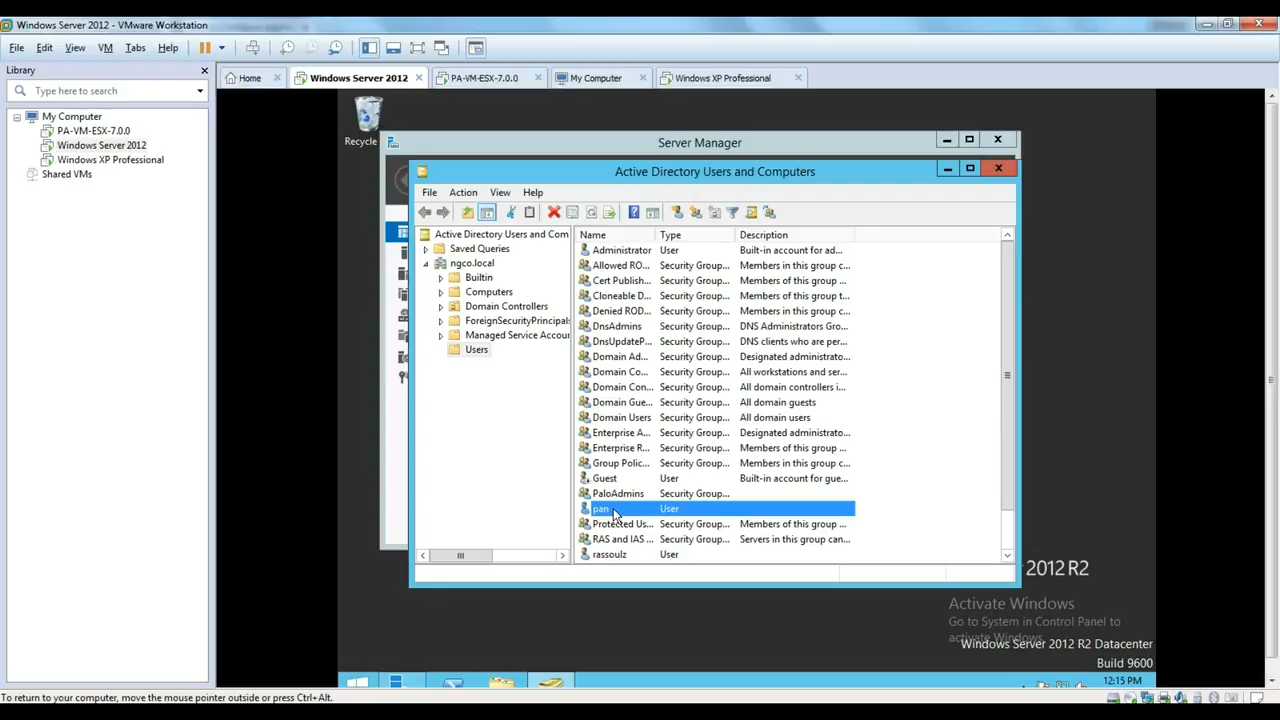 Windows Server 2012 - VMware Workstation
File Edit View VM Tabs Help
Library
Type here to search
My Computer
PA-VM-ESX-7.0.0
Windows Server 2012
Windows XP Professional
Shared VMs
Home
Windows Server 2012
PA-VM-ESX-7.0.0
My Computer
Windows XP Professional
Recycle
Server Manager
Active Directory Users and Computers
File Action View Help
Active Directory Users and Com
Saved Queries
ngco.local
Builtin
Computers
Domain Controllers
ForeignSecurityPrincipals
Managed Service Accoun
Users
Name Type Description
Administrator User Built-in account for ad...
Allowed RO... Security Group... Members in this group c...
Cert Publish... Security Group... Members of this group ...
Cloneable D... Security Group... Members of this group t...
Denied ROD... Security Group... Members in this group c...
DnsAdmins Security Group... DNS Administrators Gro...
DnsUpdateP... Security Group... DNS clients who are per...
Domain Ad... Security Group... Designated administrato...
Domain Co... Security Group... All workstations and ser...
Domain Con... Security Group... All domain controllers i...
Domain Gue... Security Group... All domain guests
Domain Users Security Group... All domain users
Enterprise A... Security Group... Designated administrato...
Enterprise R... Security Group... Members of this group ...
Group Polic... Security Group... Members in this group c...
Guest User Built-in account for gue...
PaloAdmins Security Group...
pan User
Protected Us... Security Group... Members of this group ...
RAS and IAS ... Security Group... Servers in this group can...
rassoulz User
2012 R2
Activate Windows
Go to System in Control Panel to
activate Windows.
Windows Server 2012 R2 Datacenter
Build 9600
12:15 PM
To return to your computer, move the mouse pointer outside or press Ctrl+Alt.